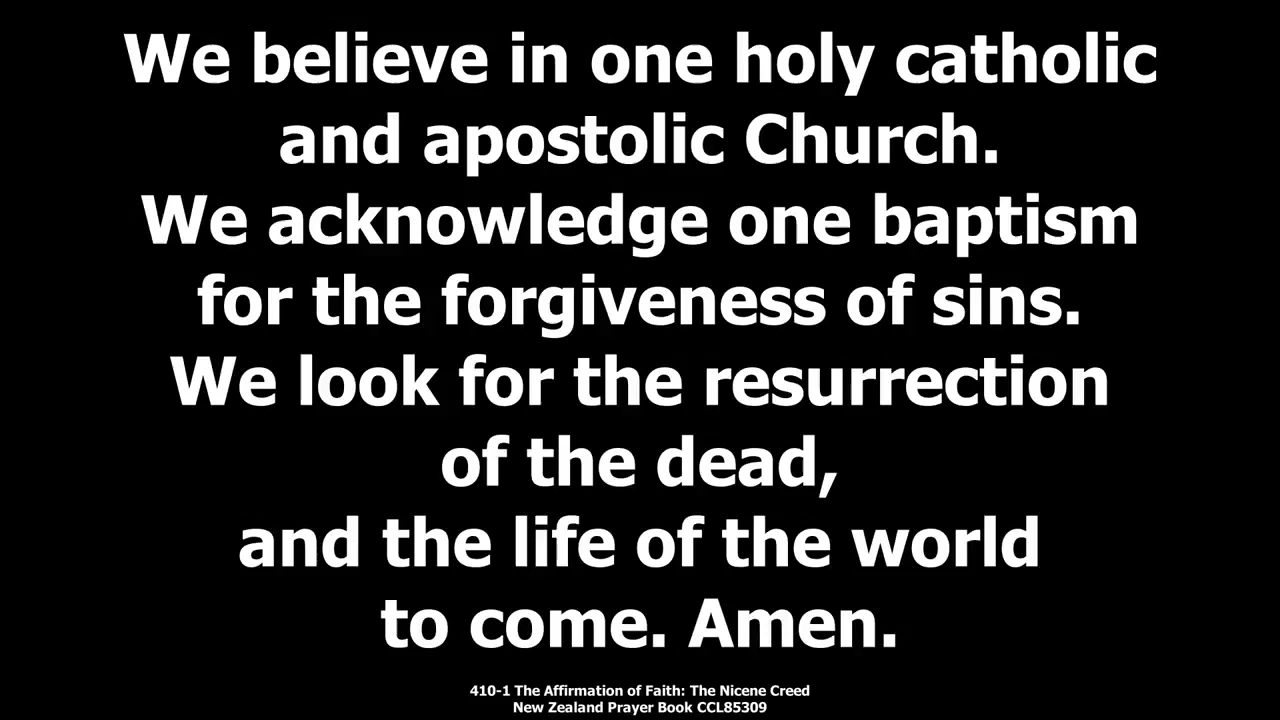 We believe in one holy catholic
and apostolic Church.
We acknowledge one baptism
for the forgiveness of sins.
We look for the resurrection
of the dead,
and the life of the world
to come. Amen.
410-1 The Affirmation of Faith: The Nicene Creed
New Zealand Prayer Book CCL85309